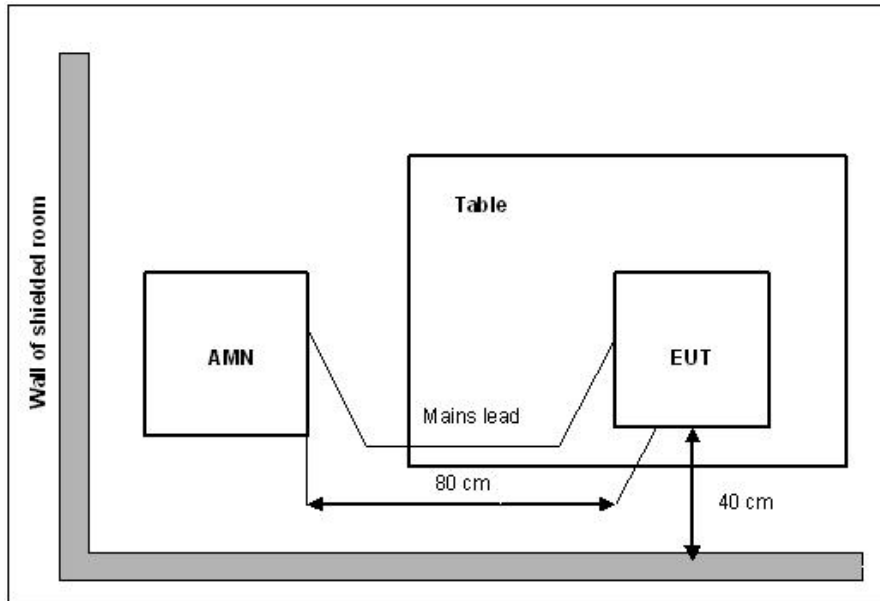 Wall of shielded room
Table
AMN
EUT
Mains lead
80 cm
40 cm